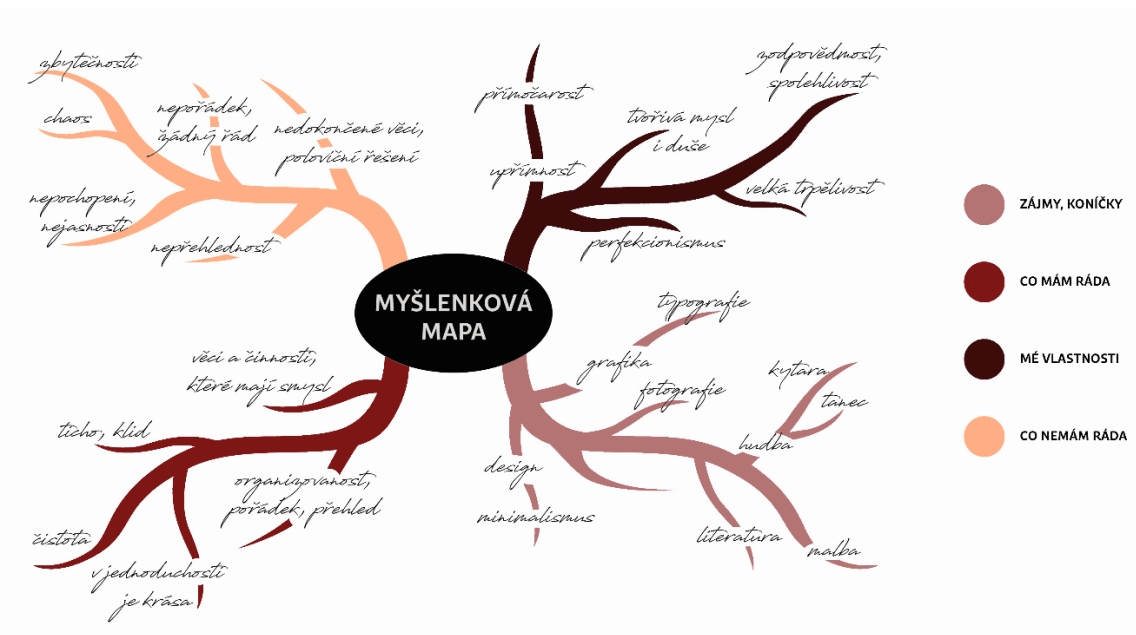 MYŠLENKOVÁ
MAPA
zbytečnosti
chaos
nepořádek,
žádný řád
nedokončené věci,
poloviční řešení
nepochopení,
nejasnosti
nepřehlednost
přímočarost
upřímnost
tvořivá mysl
i duše
zodpovědnost,
spolehlivost
velká trpělivost
perfekcionismus
věci a činnosti,
které mají smysl
ticho, klid
organizovanost,
pořádek, přehled
čistota
v jednoduchosti
je krása
typografie
grafika
fotografie
kytara
tanec
hudba
design
minimalismus
literatura
malba
ZÁJMY, KONÍČKY
CO MÁM RÁDA
MÉ VLASTNOSTI
CO NEMÁM RÁDA